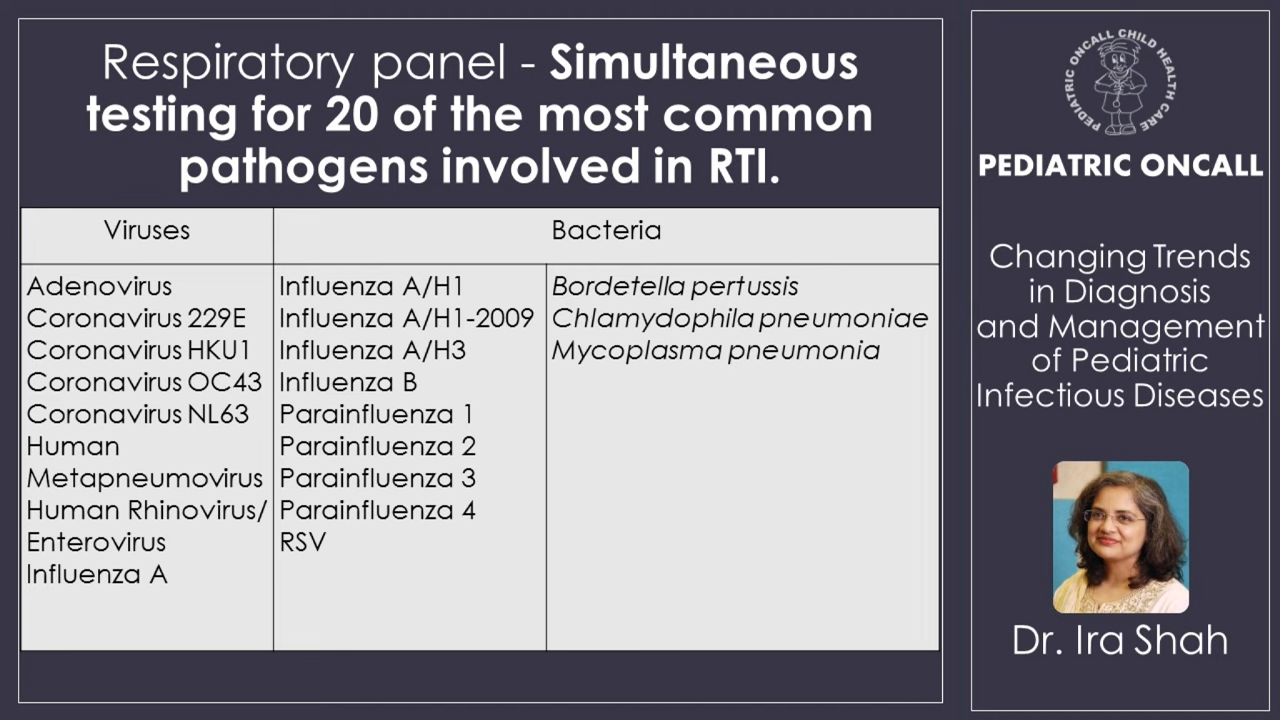 Respiratory panel - Simultaneous
testing for 20 of the most common
pathogens involved in RTI.
Viruses
Bacteria
Adenovirus
Coronavirus 229E
Coronavirus HKU1
Coronavirus OC43
Coronavirus NL63
Human
Metapneumovirus
Human Rhinovirus/
Enterovirus
Influenza A
Influenza A/H1
Influenza A/H1-2009
Influenza A/H3
Influenza B
Parainfluenza 1
Parainfluenza 2
Parainfluenza 3
Parainfluenza 4
RSV
Bordetella pertussis
Chlamydophila pneumoniae
Mycoplasma pneumonia
PEDIATRIC ONCALL CHILD HEALTH CARE
PEDIATRIC ONCALL
Changing Trends
in Diagnosis
and Management
of Pediatric
Infectious Diseases
Dr. Ira Shah